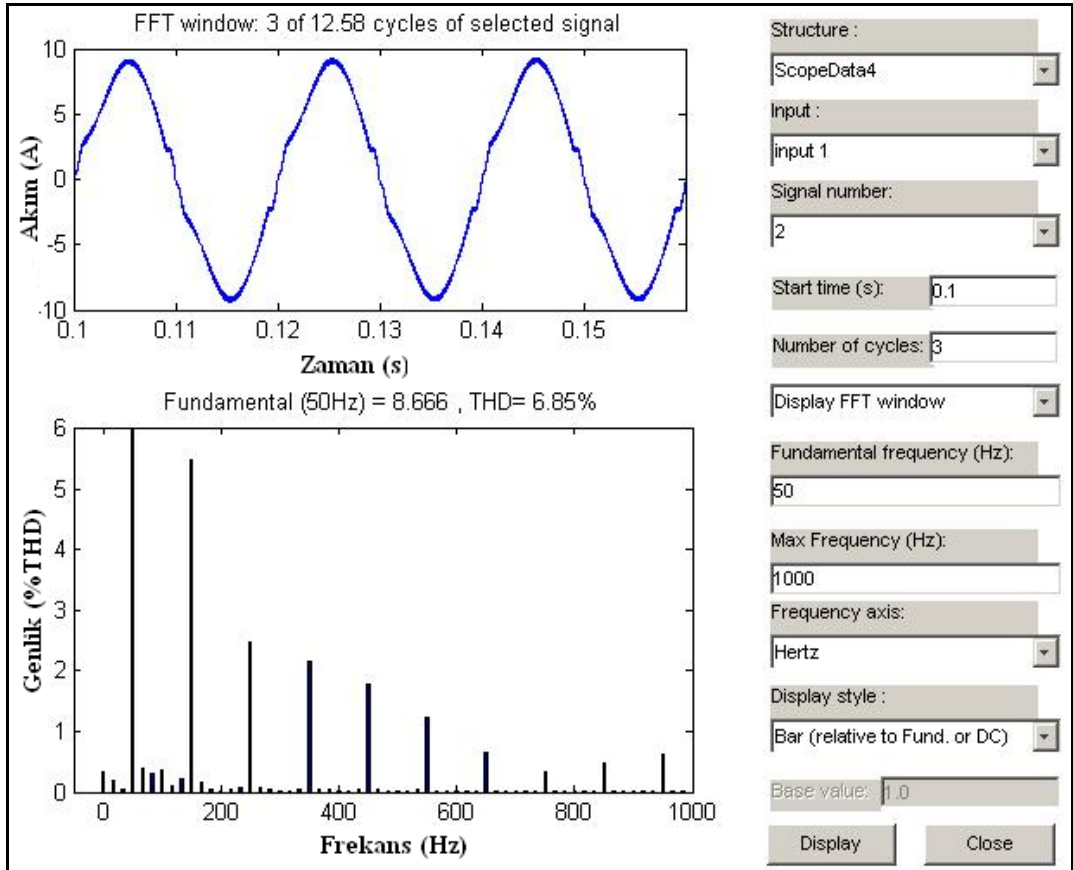 FFT window: 3 of 12.58 cycles of selected signal
10
5
0
-5
-10
0.1 0.11 0.12 0.13 0.14 0.15
Akım (A)
Zaman (s)
Fundamental (50Hz) = 8.666 , THD= 6.85%
6
5
4
3
2
1
0
0 200 400 600 800 1000
Genlik (%THD)
Frekans (Hz)
Structure :
ScopeData4
Input :
input 1
Signal number:
2
Start time (s): 0.1
Number of cycles: 3
Display FFT window
Fundamental frequency (Hz):
50
Max Frequency (Hz):
1000
Frequency axis:
Hertz
Display style :
Bar (relative to Fund. or DC)
Base value: 1.0
Display Close